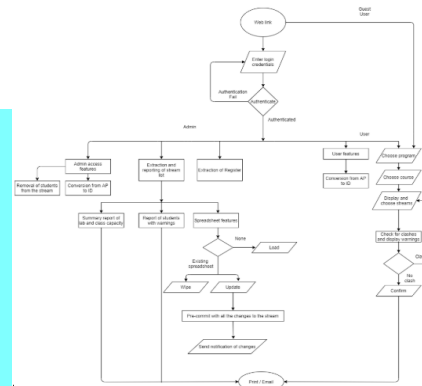 Guest
User
Web site
Enter login
credentials
Authentication
Fail
Authenticate
Authenticated
Admin
User
Admin access
features
Extraction and
reporting of stream
list
Extraction of Register
User features
Choose program
Removal of students
from the stream
Conversion from AP
to ID
Conversion from AP
to ID
Choose course
Display and
choose streams
Summary report of
lab and class capacity
Report of students
with warnings
Spreadsheet features
Check for clashes
and display warnings
None
Load
Existing
spreadsheet
No
clash
Wipe
Update
Confirm
Pre-commit with all the changes to the stream
Send notification of changes
Print / Email